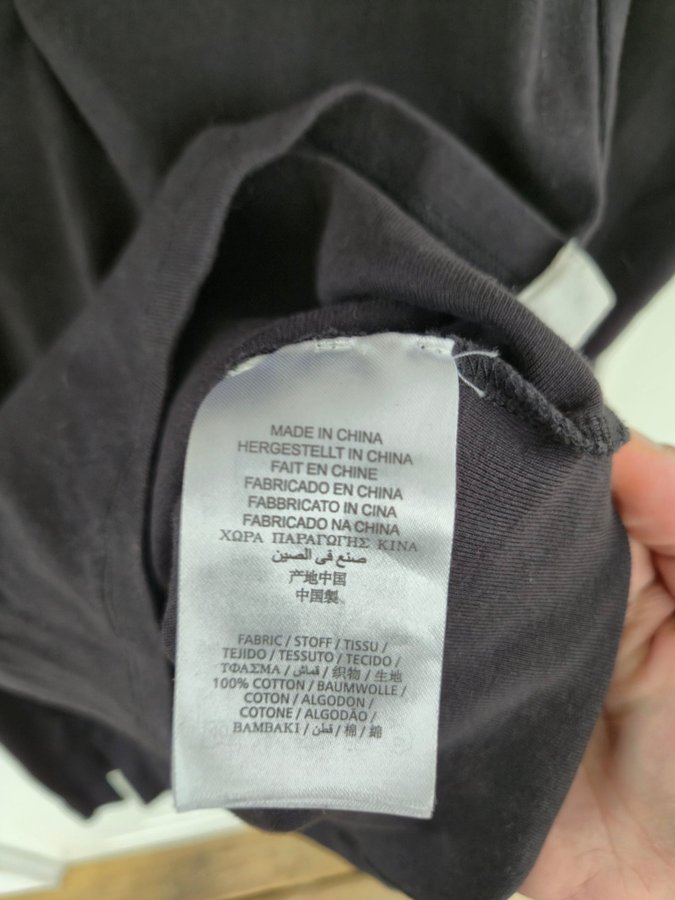 MADE IN CHINA
HERGESTELLT IN CHINA
FAIT EN CHINE
FABRICADO EN CHINA
FABBRICATO IN CINA
FABRICADO NA CHINA
ΧΩΡΑ ΠΑΡΑΓΩΓΗΣ ΚΙΝΑ
صنع في الصين
产地中国
中国製
FABRIC / STOFF / TISSU /
TEJIDO / TESSUTO / TECIDO /
ΤΦΑΣΜΑ / قماش / 织物 / 生地
100% COTTON / BAUMWOLLE /
COTON / ALGODON /
COTONE / ALGODÃO /
ΒΑΜΒΑΚΙ / قطن / 棉 / 綿